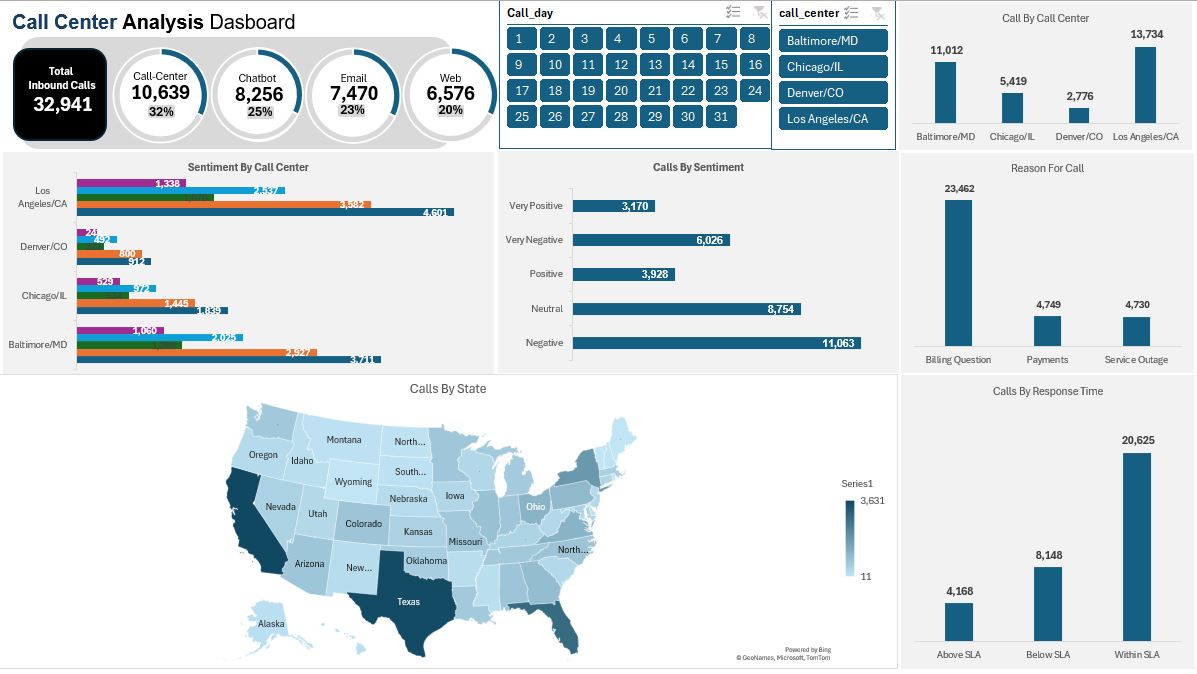 Call Center Analysis Dasboard
Total
Inbound Calls
32,941
Call-Center
10,639
32%
Chatbot
8,256
25%
Email
7,470
23%
Web
6,576
20%
Call_day
1 2 3 4 5 6 7 8
9 10 11 12 13 14 15 16
17 18 19 20 21 22 23 24
25 26 27 28 29 30 31
call_center
Baltimore/MD
Chicago/IL
Denver/CO
Los Angeles/CA
Call By Call Center
11,012
5,419
2,776
13,734
Baltimore/MD Chicago/IL Denver/CO Los Angeles/CA
Sentiment By Call Center
Los
Angeles/CA
1,338
2,537
3,582
4,601
Denver/CO
492
800
912
Chicago/IL
529
972
1,445
1,839
Baltimore/MD
1,060
2,025
2,927
3,711
Calls By Sentiment
Very Positive 3,170
Very Negative 6,026
Positive 3,928
Neutral 8,754
Negative 11,063
Reason For Call
23,462
4,749
4,730
Billing Question Payments Service Outage
Calls By State
Montana
North...
Oregon
Idaho
South...
Wyoming
Nebraska
Iowa
Nevada
Utah
Colorado
Kansas
Missouri
Ohio
Arizona
New...
Oklahoma
North...
Texas
Alaska
Series1
3,631
11
Powered by Bing
© GeoNames, Microsoft, TomTom
Calls By Response Time
4,168
8,148
20,625
Above SLA Below SLA Within SLA